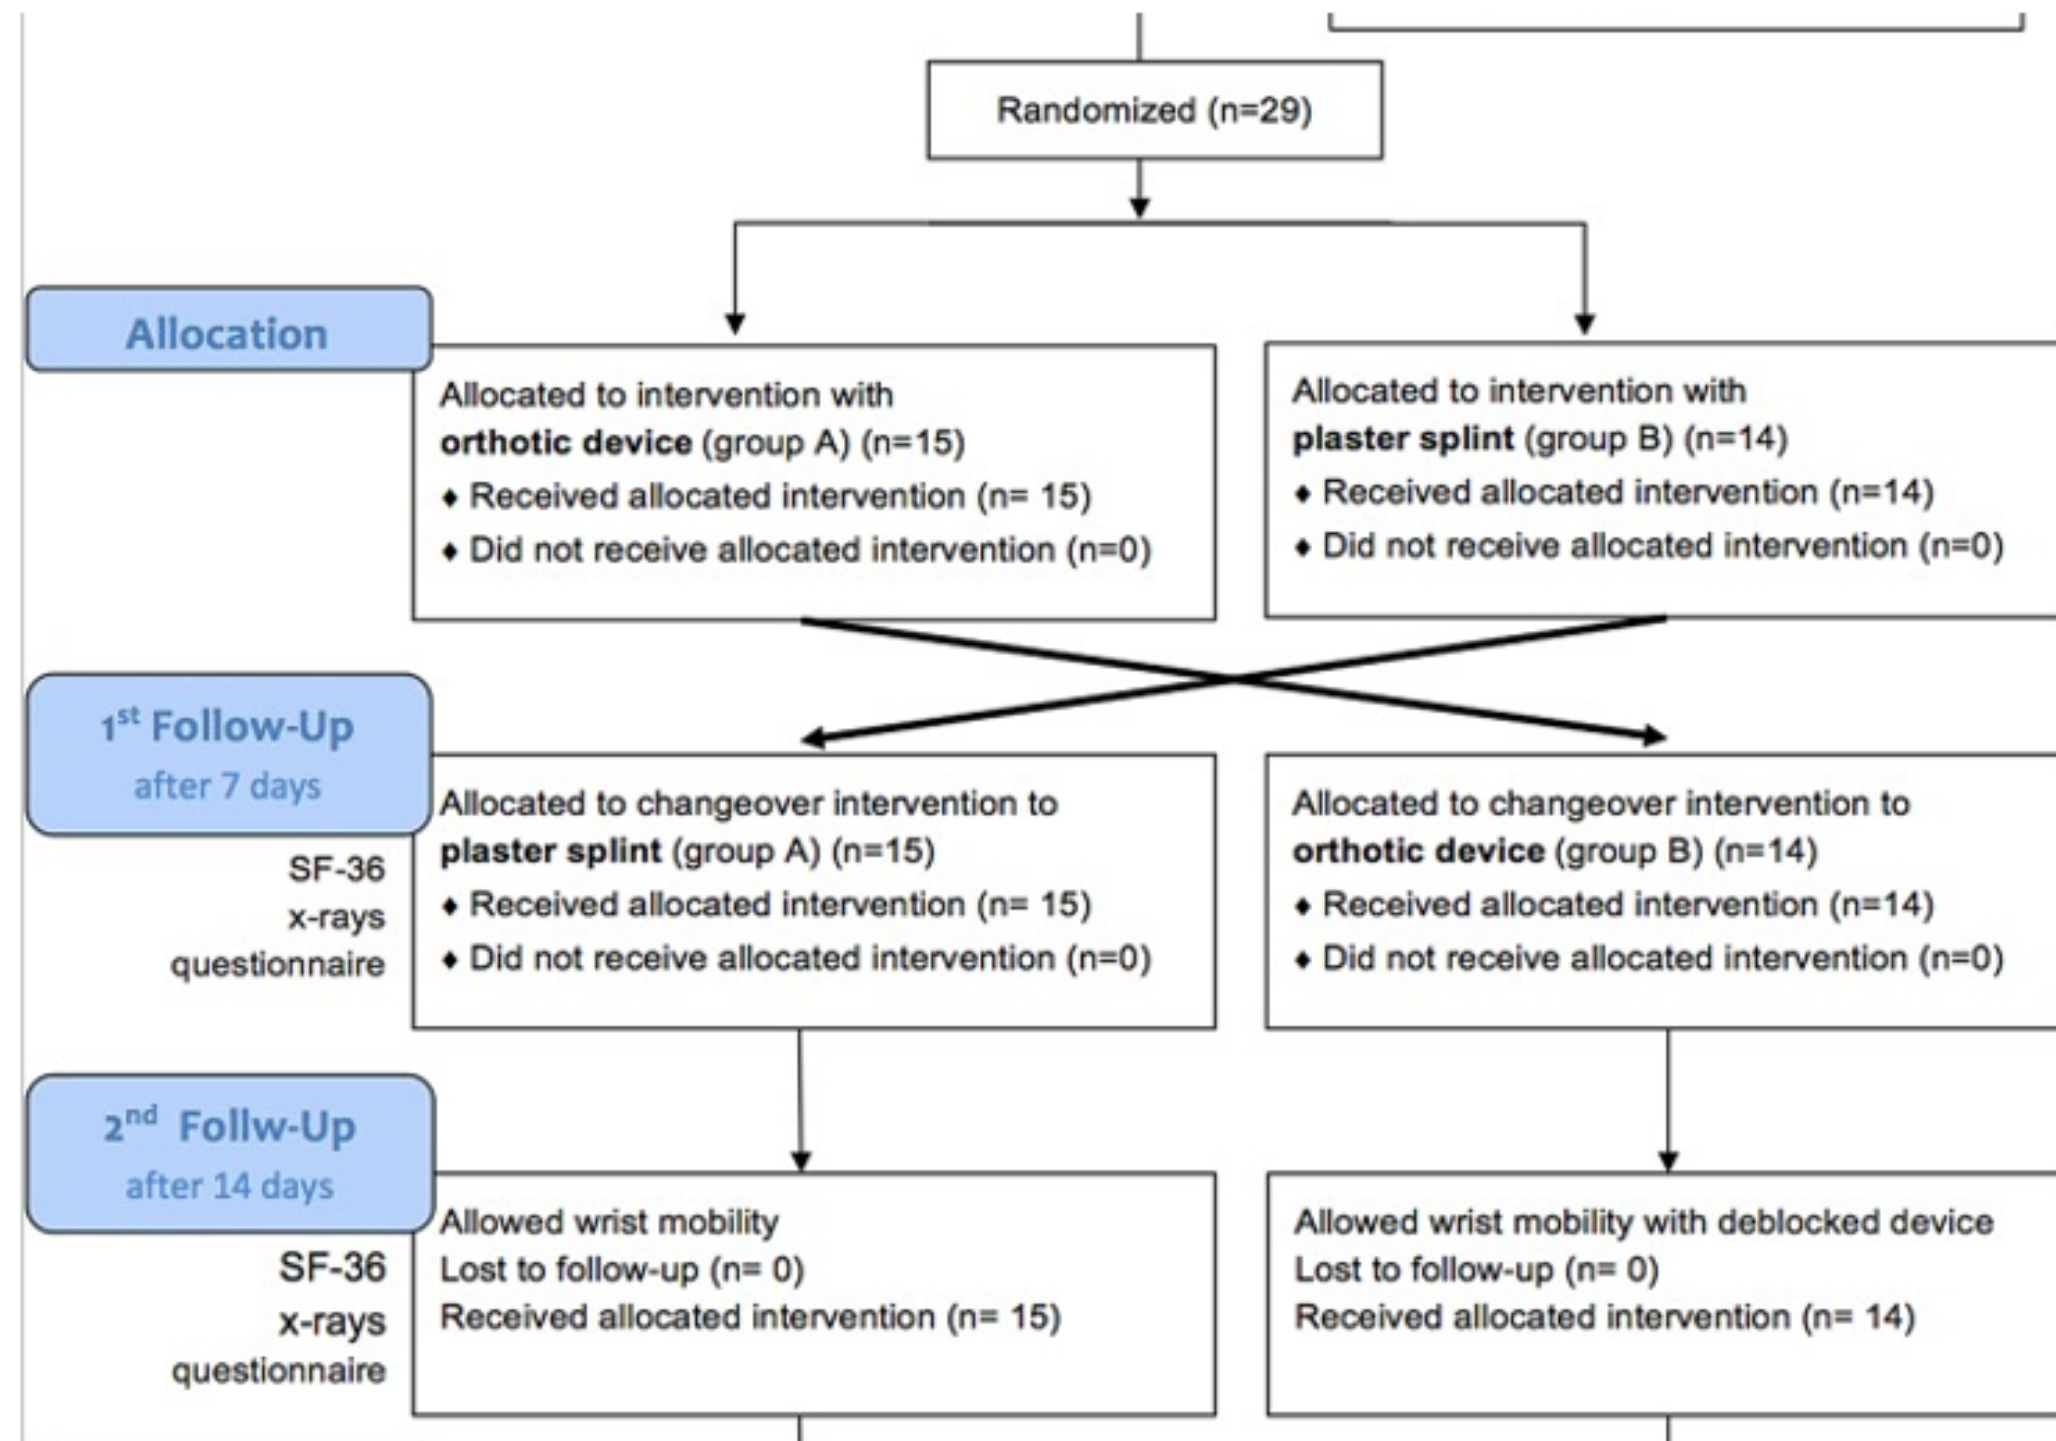 Randomized (n=29)
Allocation
Allocated to intervention with
orthotic device (group A) (n=15)
♦ Received allocated intervention (n= 15)
♦ Did not receive allocated intervention (n=0)
Allocated to intervention with
plaster splint (group B) (n=14)
♦ Received allocated intervention (n=14)
♦ Did not receive allocated intervention (n=0)
1st Follow-Up
after 7 days
SF-36
x-rays
questionnaire
Allocated to changeover intervention to
plaster splint (group A) (n=15)
♦ Received allocated intervention (n= 15)
♦ Did not receive allocated intervention (n=0)
Allocated to changeover intervention to
orthotic device (group B) (n=14)
♦ Received allocated intervention (n=14)
♦ Did not receive allocated intervention (n=0)
2nd Follw-Up
after 14 days
SF-36
x-rays
questionnaire
Allowed wrist mobility
Lost to follow-up (n= 0)
Received allocated intervention (n= 15)
Allowed wrist mobility with deblocked device
Lost to follow-up (n= 0)
Received allocated intervention (n= 14)